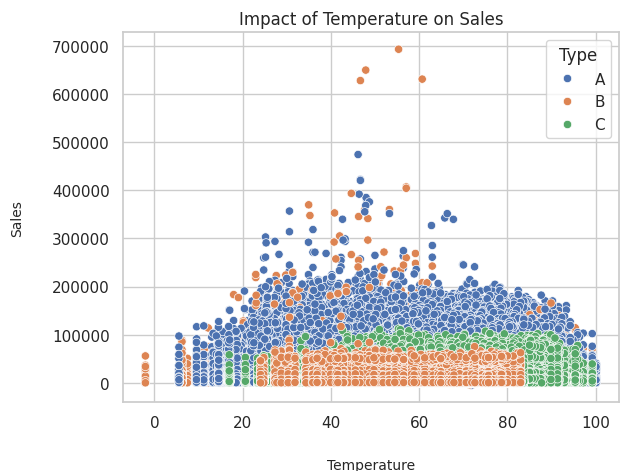 Impact of Temperature on Sales
700000
600000
500000
400000
300000
200000
100000
0
Sales
Type
A
B
C
0 20 40 60 80 100
Temperature